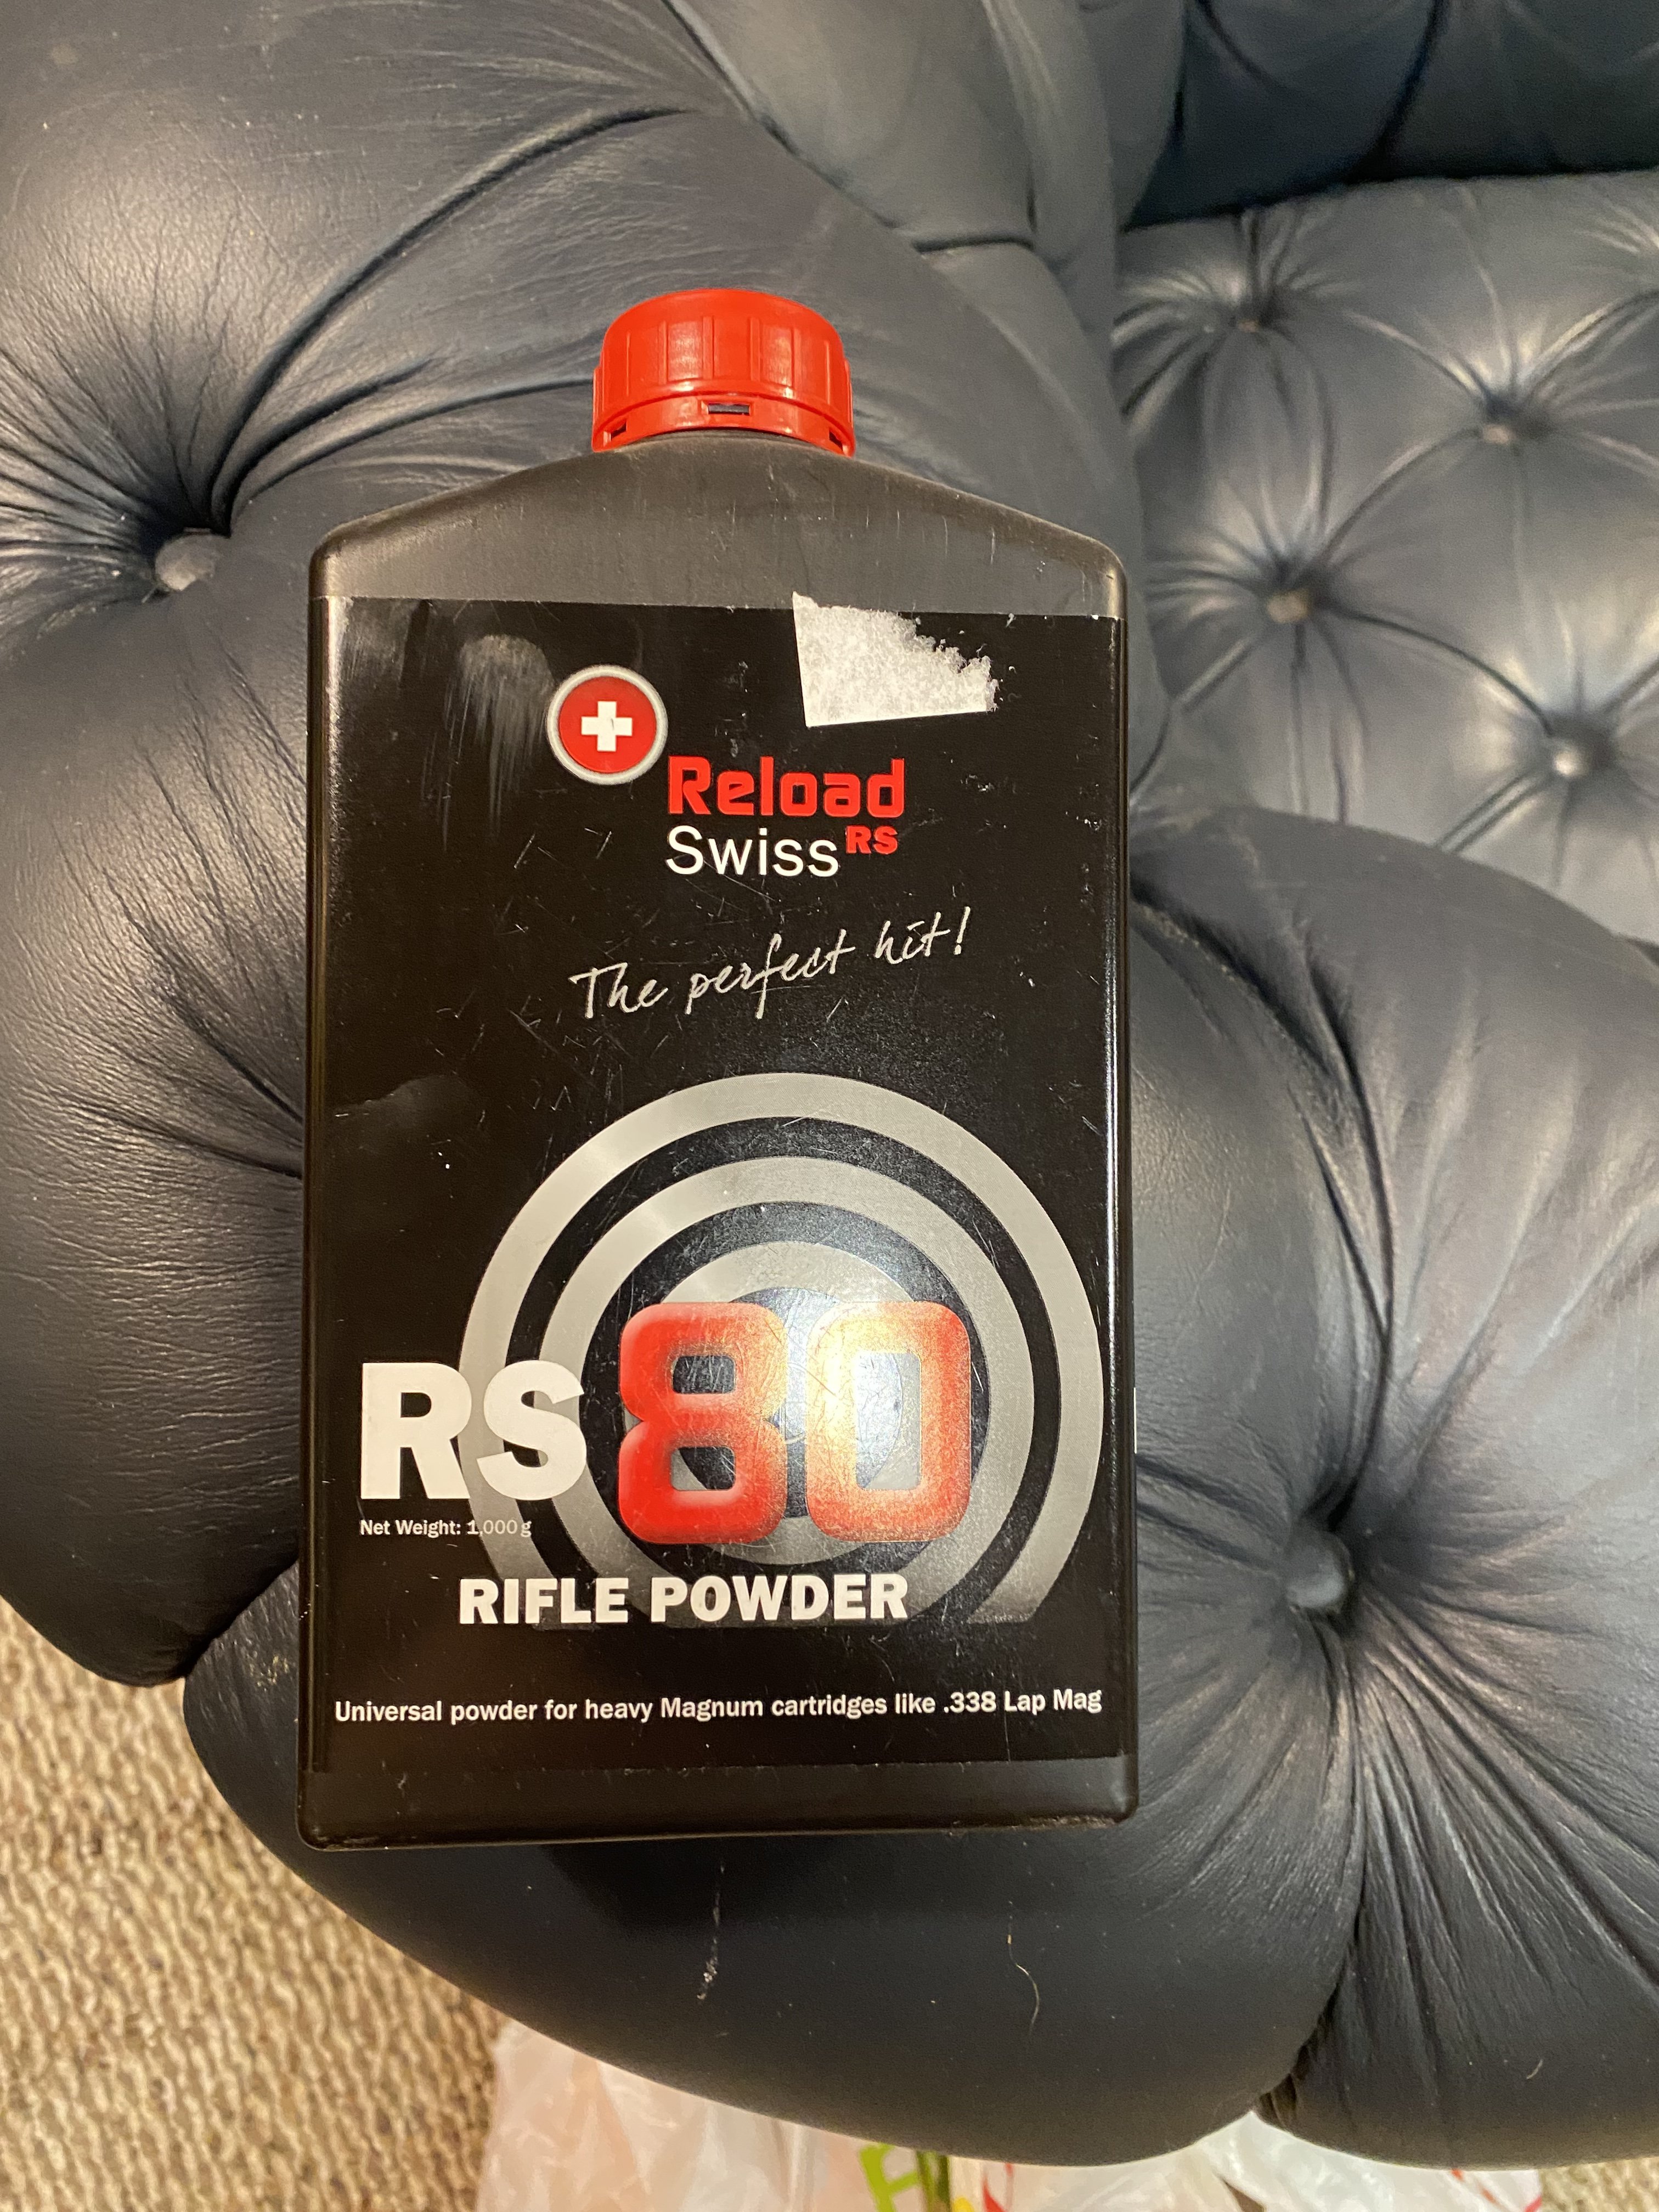 Reload
Swiss RS
The perfect hit!
RS 80
Net Weight: 1,000 g
RIFLE POWDER
Universal powder for heavy Magnum cartridges like .338 Lap Mag